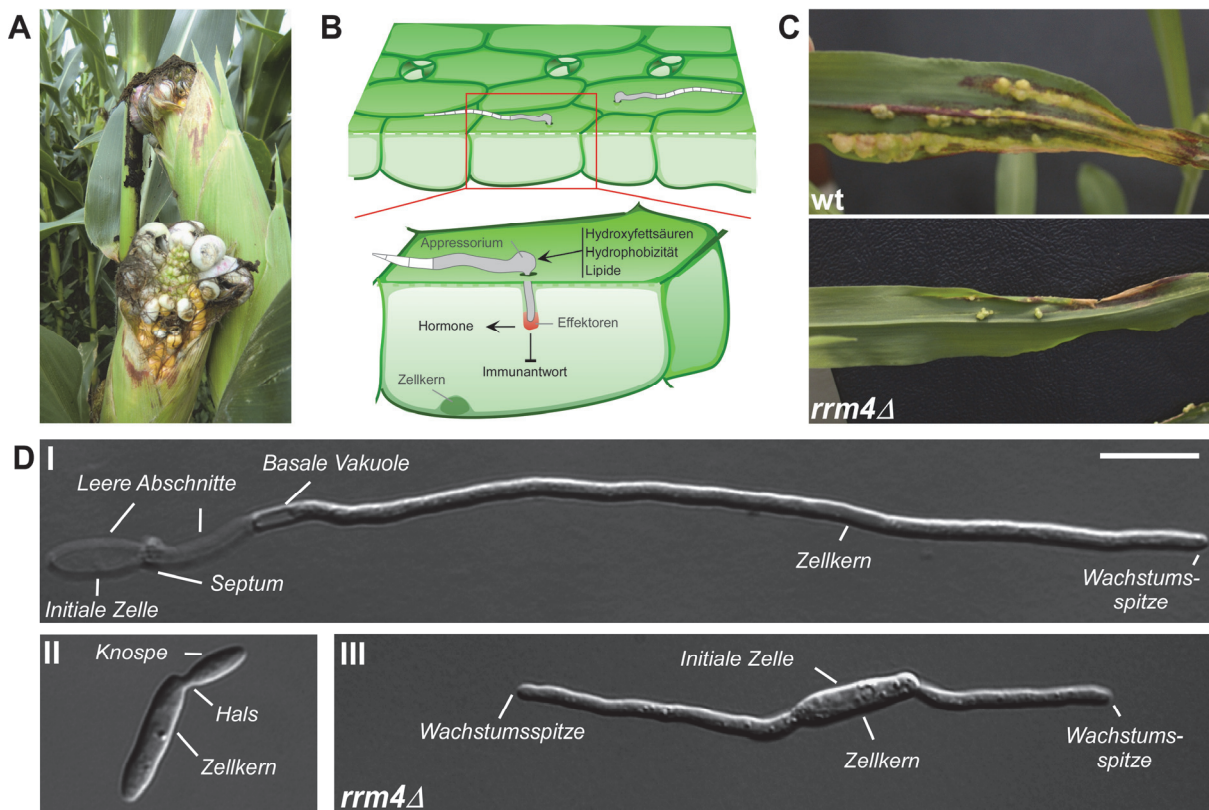 A
B
Appressorium
Hydroxyfettsäuren
Hydrophobizität
Lipide
Hormone
Effektoren
Immunantwort
Zellkern
C
wt
rrm4Δ
D
I
Leere Abschnitte
Basale Vakuole
Initiale Zelle
Septum
Zellkern
Wachstums-
spitze
II
Knospe
Hals
Zellkern
III
Initiale Zelle
Wachstumsspitze
Zellkern
Wachstums-
spitze
rrm4Δ